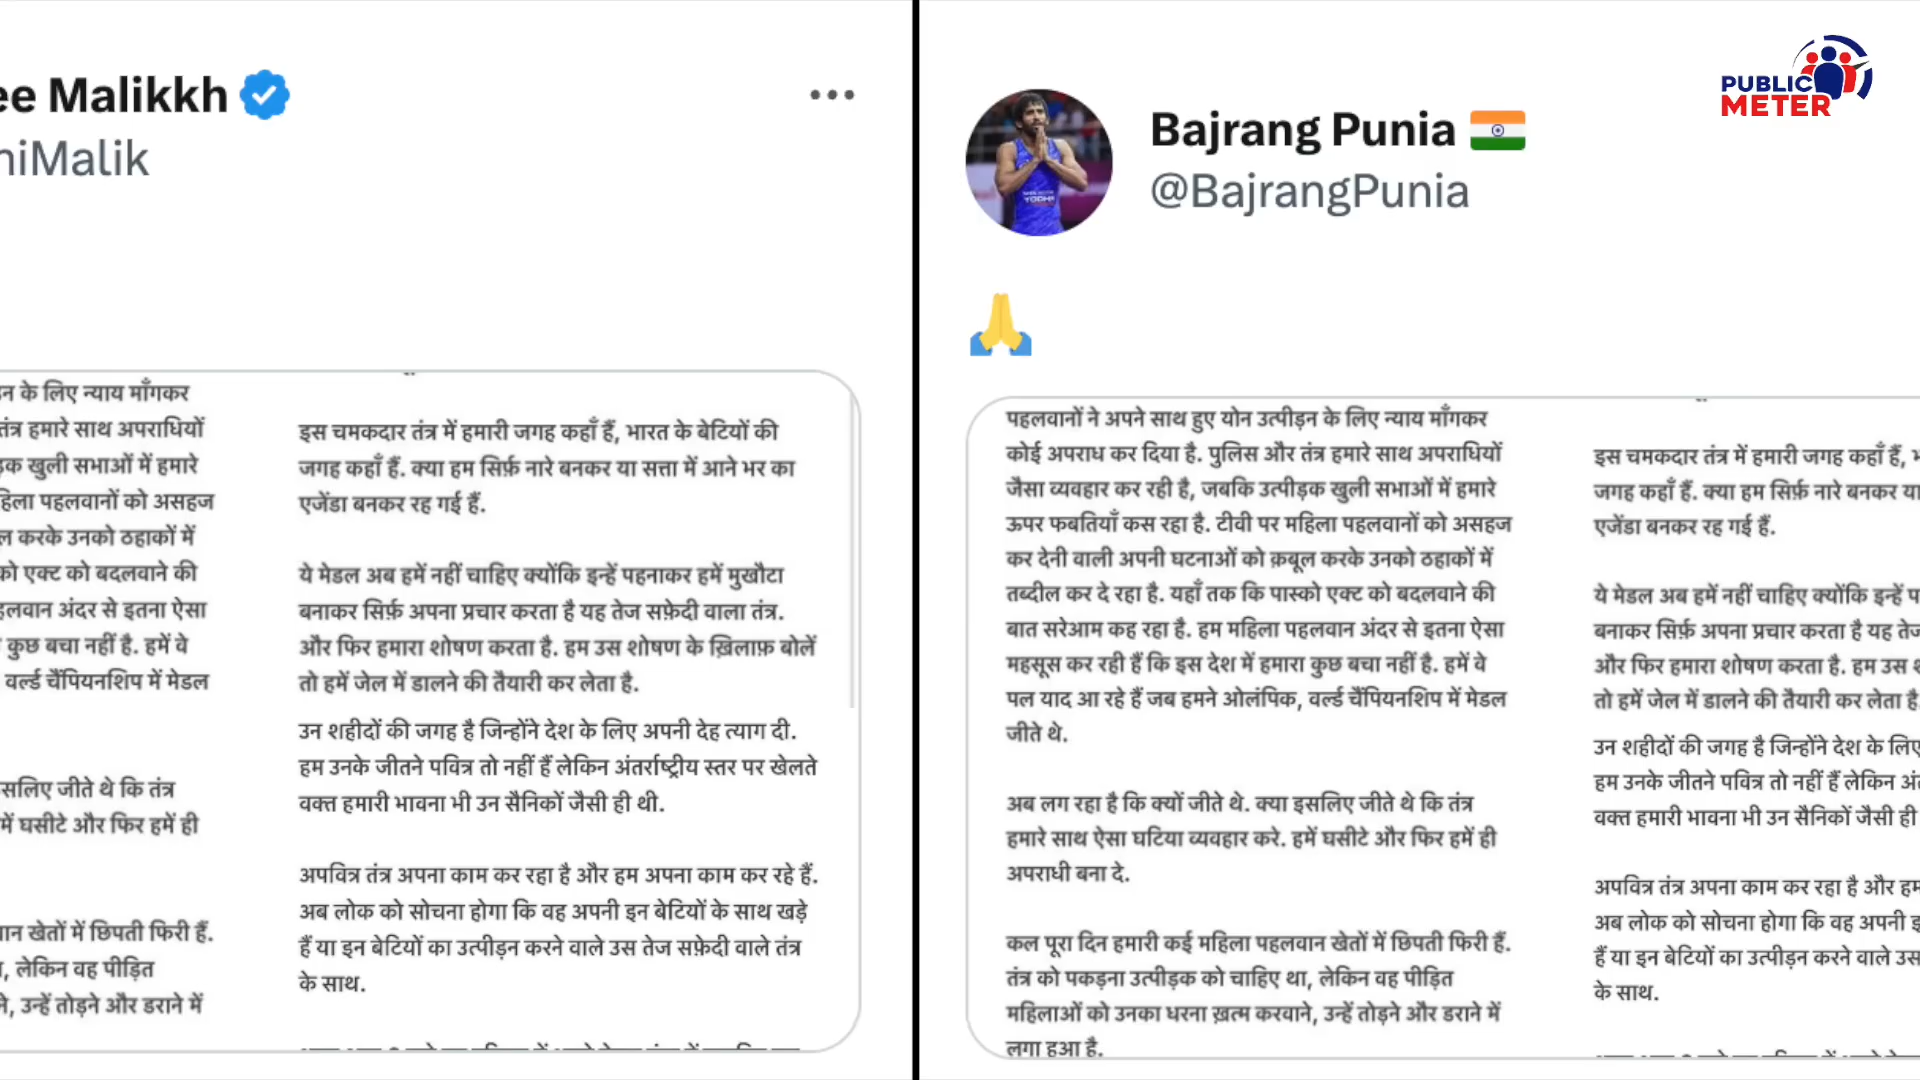 ee Malikkh
niMalik
न के लिए न्याय माँगकर
तंत्र हमारे साथ अपराधियों
क खुली सभाओं में हमारे
हिला पहलवानों को असहज
ल करके उनको ठहाकों में
को एक्ट को बदलवाने की
हलवान अंदर से इतना ऐसा
कुछ बचा नहीं है. हमें वे
वर्ल्ड चैंपियनशिप में मेडल
सलिए जीते थे कि तंत्र
में घसीटे और फिर हमें ही
ान खेतों में छिपती फिरी हैं.
, लेकिन वह पीड़ित
ने, उन्हें तोड़ने और डराने में
इस चमकदार तंत्र में हमारी जगह कहाँ हैं, भारत के बेटियों की
जगह कहाँ हैं. क्या हम सिर्फ़ नारे बनकर या सत्ता में आने भर का
एजेंडा बनकर रह गई हैं.
ये मेडल अब हमें नहीं चाहिए क्योंकि इन्हें पहनाकर हमें मुखौटा
बनाकर सिर्फ़ अपना प्रचार करता है यह तेज सफ़ेदी वाला तंत्र.
और फिर हमारा शोषण करता है. हम उस शोषण के ख़िलाफ़ बोलें
तो हमें जेल में डालने की तैयारी कर लेता है.
उन शहीदों की जगह है जिन्होंने देश के लिए अपनी देह त्याग दी.
हम उनके जीतने पवित्र तो नहीं हैं लेकिन अंतर्राष्ट्रीय स्तर पर खेलते
वक्त हमारी भावना भी उन सैनिकों जैसी ही थी.
अपवित्र तंत्र अपना काम कर रहा है और हम अपना काम कर रहे हैं.
अब लोक को सोचना होगा कि वह अपनी इन बेटियों के साथ खड़े
हैं या इन बेटियों का उत्पीड़न करने वाले उस तेज सफ़ेदी वाले तंत्र
के साथ.
Bajrang Punia
@BajrangPunia
PUBLIC
METER
YODHA
पहलवानों ने अपने साथ हुए योन उत्पीड़न के लिए न्याय माँगकर
कोई अपराध कर दिया है. पुलिस और तंत्र हमारे साथ अपराधियों
जैसा व्यवहार कर रही है, जबकि उत्पीड़क खुली सभाओं में हमारे
ऊपर फबतियाँ कस रहा है. टीवी पर महिला पहलवानों को असहज
कर देनी वाली अपनी घटनाओं को क़बूल करके उनको ठहाकों में
तब्दील कर दे रहा है. यहाँ तक कि पास्को एक्ट को बदलवाने की
बात सरेआम कह रहा है. हम महिला पहलवान अंदर से इतना ऐसा
महसूस कर रही हैं कि इस देश में हमारा कुछ बचा नहीं है. हमें वे
पल याद आ रहे हैं जब हमने ओलंपिक, वर्ल्ड चैंपियनशिप में मेडल
जीते थे.
अब लग रहा है कि क्यों जीते थे. क्या इसलिए जीते थे कि तंत्र
हमारे साथ ऐसा घटिया व्यवहार करे. हमें घसीटे और फिर हमें ही
अपराधी बना दे.
कल पूरा दिन हमारी कई महिला पहलवान खेतों में छिपती फिरी हैं.
तंत्र को पकड़ना उत्पीड़क को चाहिए था, लेकिन वह पीड़ित
महिलाओं को उनका धरना ख़त्म करवाने, उन्हें तोड़ने और डराने में
लगा हुआ है.
इस चमकदार तंत्र में हमारी जगह कहाँ हैं,
जगह कहाँ हैं. क्या हम सिर्फ़ नारे बनकर या
एजेंडा बनकर रह गई हैं.
ये मेडल अब हमें नहीं चाहिए क्योंकि इन्हें प
बनाकर सिर्फ़ अपना प्रचार करता है यह तेज
और फिर हमारा शोषण करता है. हम उस श
तो हमें जेल में डालने की तैयारी कर लेता है.
उन शहीदों की जगह है जिन्होंने देश के लिए
हम उनके जीतने पवित्र तो नहीं हैं लेकिन अं
वक्त हमारी भावना भी उन सैनिकों जैसी ही
अपवित्र तंत्र अपना काम कर रहा है और हम
अब लोक को सोचना होगा कि वह अपनी इ
हैं या इन बेटियों का उत्पीड़न करने वाले उस
के साथ.